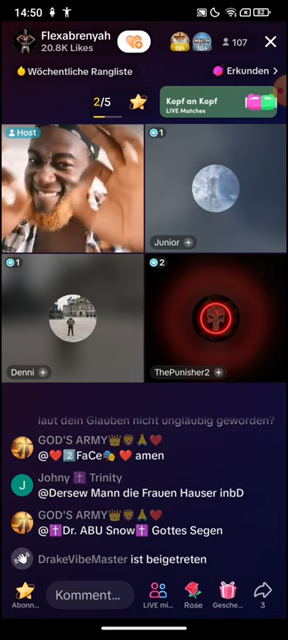 14:50
82
Flexabrenyah
20.8K Likes
107
Wöchentliche Rangliste
Erkunden >
2/5
Kopf an Kopf
LIVE Matches
Host
1
Junior +
1
Denni +
2
ThePunisher2 +
laut dein Glauben nicht ungläubig geworden?
GOD'S ARMY👑🦁🙏❤️
@❤️2️⃣FaCe🎭❤️ amen
J
Johny ✝️ Trinity
@Dersew Mann die Frauen Hauser inbD
GOD'S ARMY👑🦁🙏❤️
@✝️Dr. ABU Snow✝️ Gottes Segen
DrakeVibeMaster ist beigetreten
Kommentar...
Abonn...
LIVE mi...
Rose
Gesche...
3